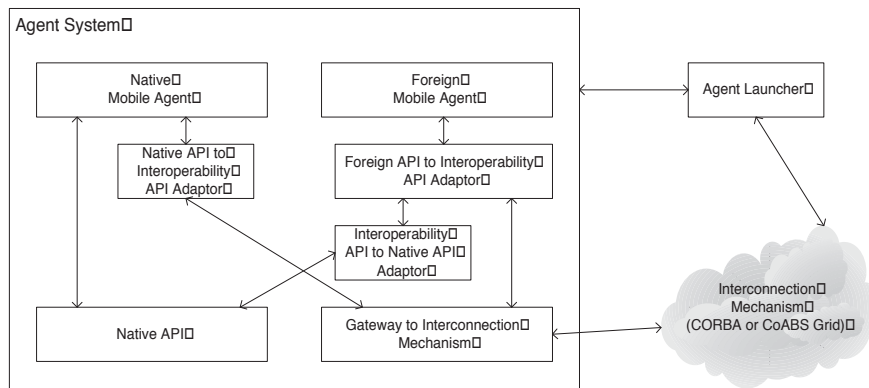 Agent System
Native
Mobile Agent
Foreign
Mobile Agent
Agent Launcher
Native API to
Interoperability
API Adaptor
Foreign API to Interoperability
API Adaptor
Interoperability
API to Native API
Adaptor
Native API
Gateway to Interconnection
Mechanism
Interconnection
Mechanism
(CORBA or CoABS Grid)